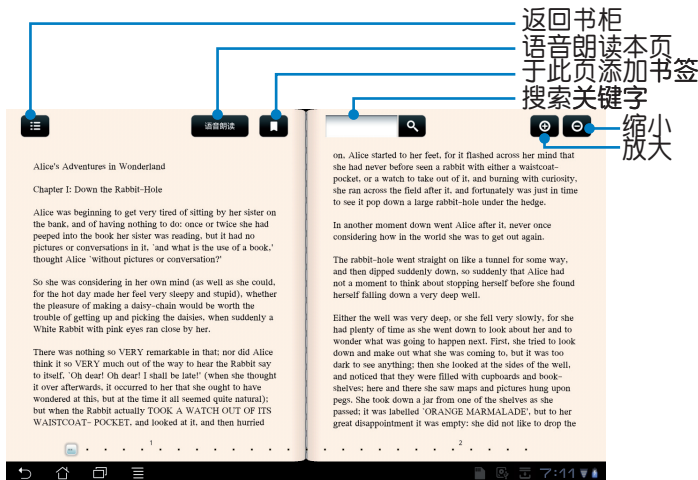 返回书柜
语音朗读本页
于此页添加书签
搜索关键字
缩小
放大
语音朗读
Alice's Adventures in Wonderland
Chapter I: Down the Rabbit-Hole
Alice was beginning to get very tired of sitting by her sister on
the bank, and of having nothing to do: once or twice she had
peeped into the book her sister was reading, but it had no
pictures or conversations in it, `and what is the use of a book,'
thought Alice `without pictures or conversation?'
So she was considering in her own mind (as well as she could,
for the hot day made her feel very sleepy and stupid), whether
the pleasure of making a daisy-chain would be worth the
trouble of getting up and picking the daisies, when suddenly a
White Rabbit with pink eyes ran close by her.
There was nothing so VERY remarkable in that; nor did Alice
think it so VERY much out of the way to hear the Rabbit say
to itself, `Oh dear! Oh dear! I shall be late!' (when she thought
it over afterwards, it occurred to her that she ought to have
wondered at this, but at the time it all seemed quite natural);
but when the Rabbit actually TOOK A WATCH OUT OF ITS
WAISTCOAT- POCKET, and looked at it, and then hurried
1
on, Alice started to her feet, for it flashed across her mind that
she had never before seen a rabbit with either a waistcoat-
pocket, or a watch to take out of it, and burning with curiosity,
she ran across the field after it, and fortunately was just in time
to see it pop down a large rabbit-hole under the hedge.
In another moment down went Alice after it, never once
considering how in the world she was to get out again.
The rabbit-hole went straight on like a tunnel for some way,
and then dipped suddenly down, so suddenly that Alice had
not a moment to think about stopping herself before she found
herself falling down a very deep well.
Either the well was very deep, or she fell very slowly, for she
had plenty of time as she went down to look about her and to
wonder what was going to happen next. First, she tried to look
down and make out what she was coming to, but it was too
dark to see anything; then she looked at the sides of the well,
and noticed that they were filled with cupboards and book-
shelves; here and there she saw maps and pictures hung upon
pegs. She took down a jar from one of the shelves as she
passed; it was labelled `ORANGE MARMALADE', but to her
great disappointment it was empty: she did not like to drop the
2
7:11